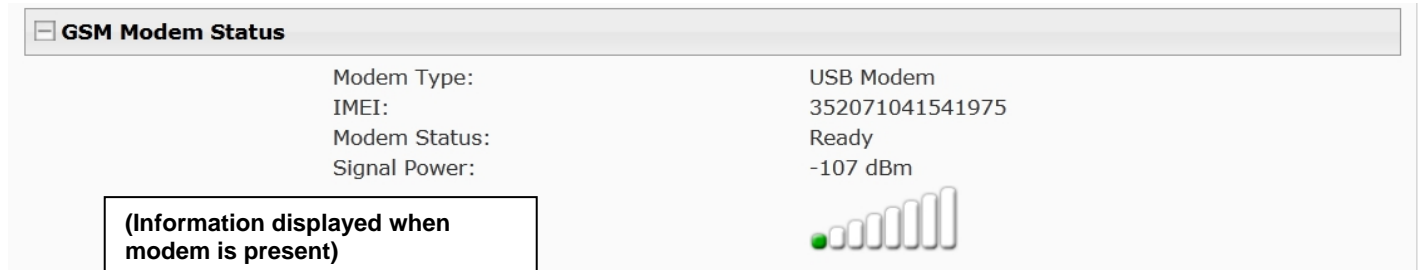 GSM Modem Status
Modem Type: USB Modem
IMEI: 352071041541975
Modem Status: Ready
Signal Power: -107 dBm
(Information displayed when
modem is present)